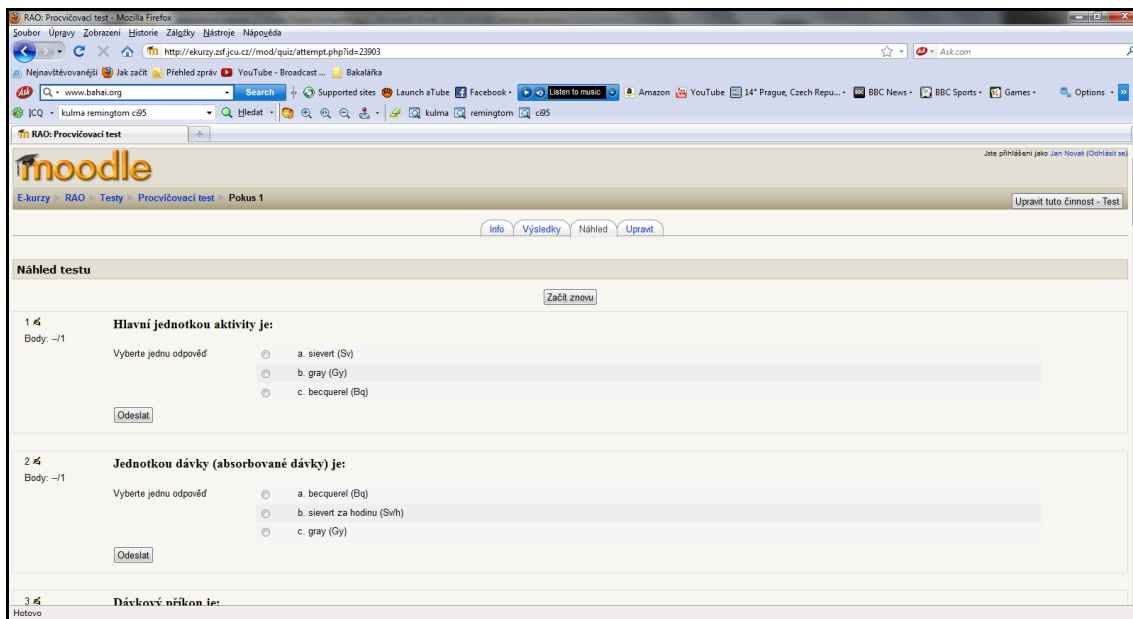 RAO: Procvičovací test - Mozilla Firefox
Soubor Úpravy Zobrazení Historie Záložky Nástroje Nápověda
http://ekurzy.zsf.jcu.cz//mod/quiz/attempt.php?id=23903 Ask.com
Nejnavštěvovanější Jak začít Přehled zpráv YouTube - Broadcast ... Bakalářka
Ask www.bahai.org Search Supported sites Launch aTube Facebook Listen to music Amazon YouTube 14° Prague, Czech Repu... BBC News BBC Sports Games Options
ICQ kulma remingtom ci95 Hledat kulma remingtom ci95
RAO: Procvičovací test
moodle
Jste přihlášeni jako Jan Novak (Odhlásit se)
E-kurzy RAO Testy Procvičovací test Pokus 1
Upravit tuto činnost - Test
Info Výsledky Náhled Upravit
Náhled testu
Začít znovu
1 Hlavní jednotkou aktivity je:
Body: --/1
Vyberte jednu odpověď a. sievert (Sv)
b. gray (Gy)
c. becquerel (Bq)
Odeslat
2 Jednotkou dávky (absorbované dávky) je:
Body: --/1
Vyberte jednu odpověď a. becquerel (Bq)
b. sievert za hodinu (Sv/h)
c. gray (Gy)
Odeslat
3 Dávkový příkon je:
Hotovo